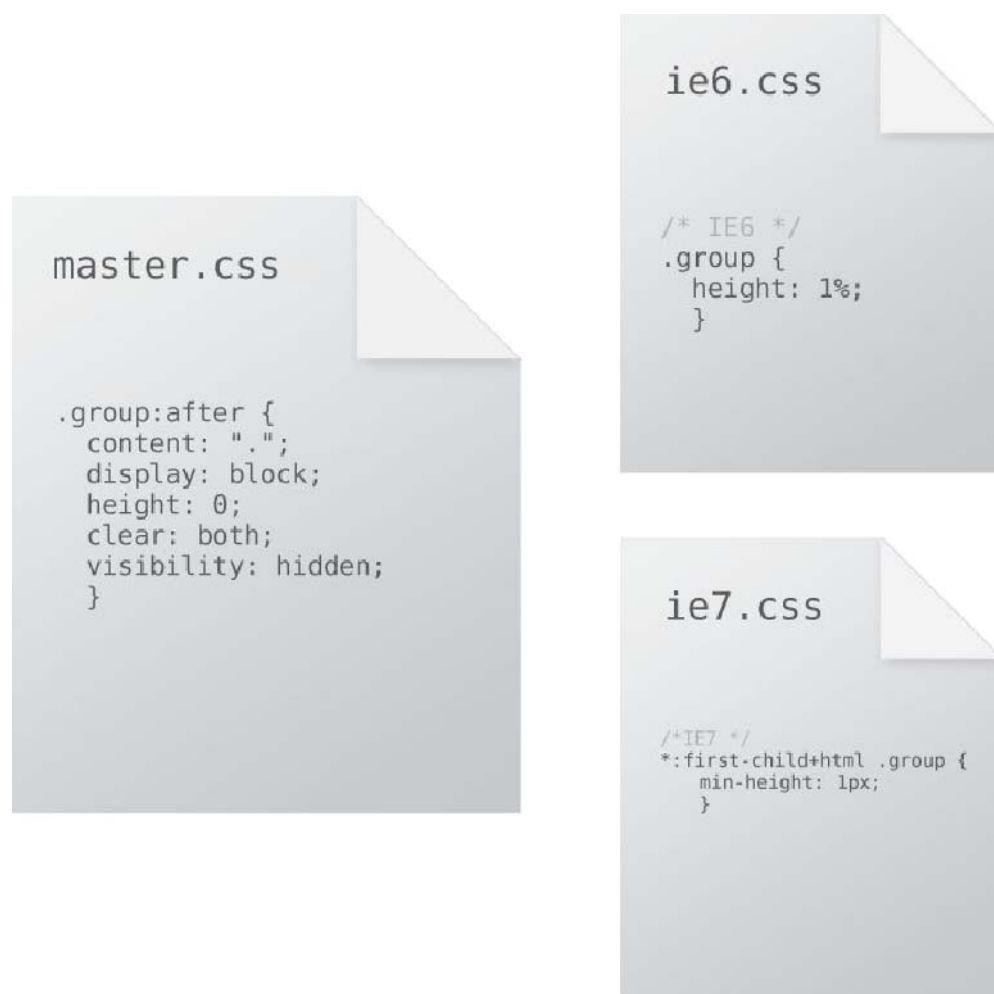 master.css
.group:after {
content: ".";
display: block;
height: 0;
clear: both;
visibility: hidden;
}
ie6.css
/* IE6 */
.group {
height: 1%;
}
ie7.css
/*IE7 */
*:first-child+html .group {
min-height: 1px;
}